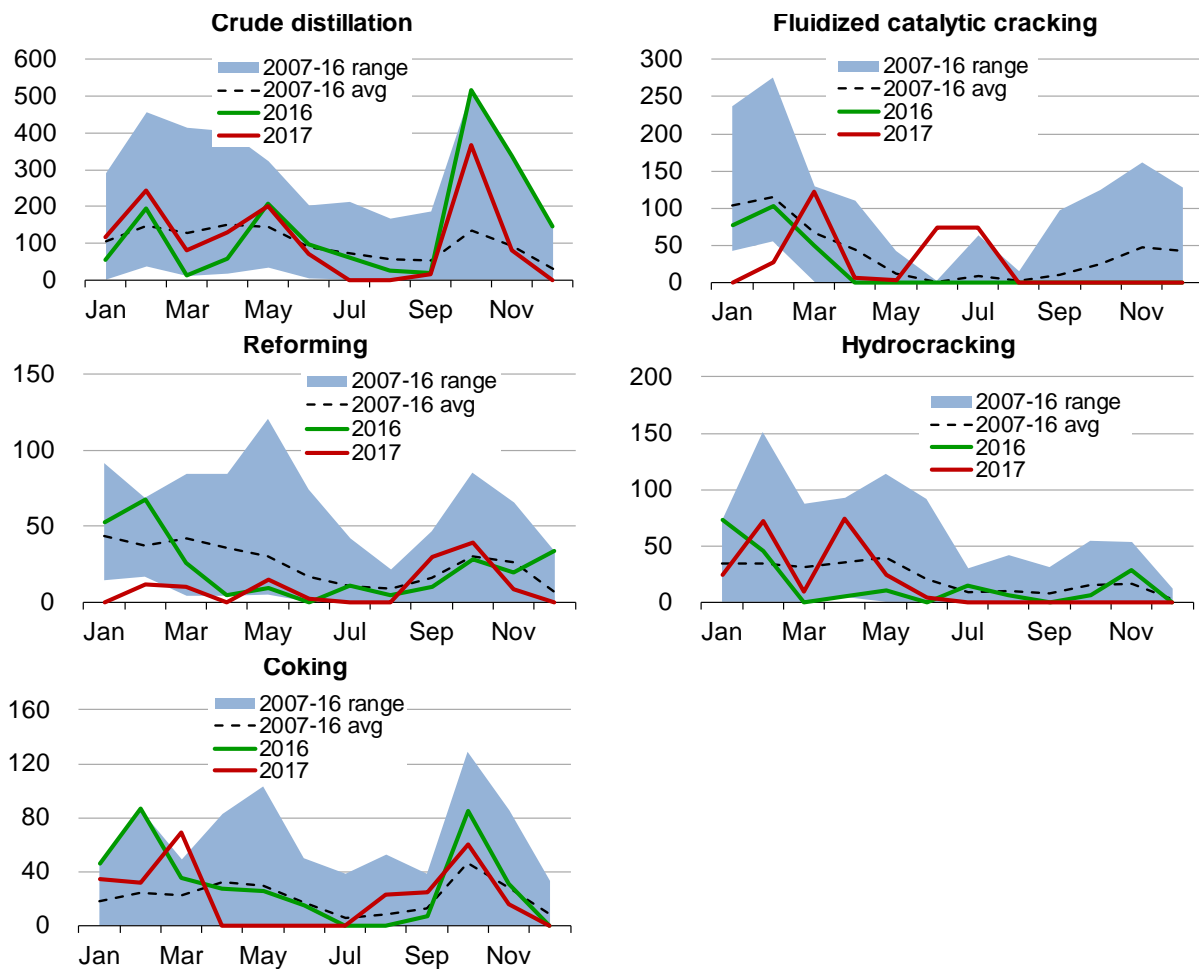 Crude distillation
600
500
400
300
200
100
0
2007-16 range
2007-16 avg
2016
2017
Jan Mar May Jul Sep Nov
Fluidized catalytic cracking
300
250
200
150
100
50
0
2007-16 range
2007-16 avg
2016
2017
Jan Mar May Jul Sep Nov
Reforming
150
100
50
0
2007-16 range
2007-16 avg
2016
2017
Jan Mar May Jul Sep Nov
Hydrocracking
200
150
100
50
0
2007-16 range
2007-16 avg
2016
2017
Jan Mar May Jul Sep Nov
Coking
160
120
80
40
0
2007-16 range
2007-16 avg
2016
2017
Jan Mar May Jul Sep Nov